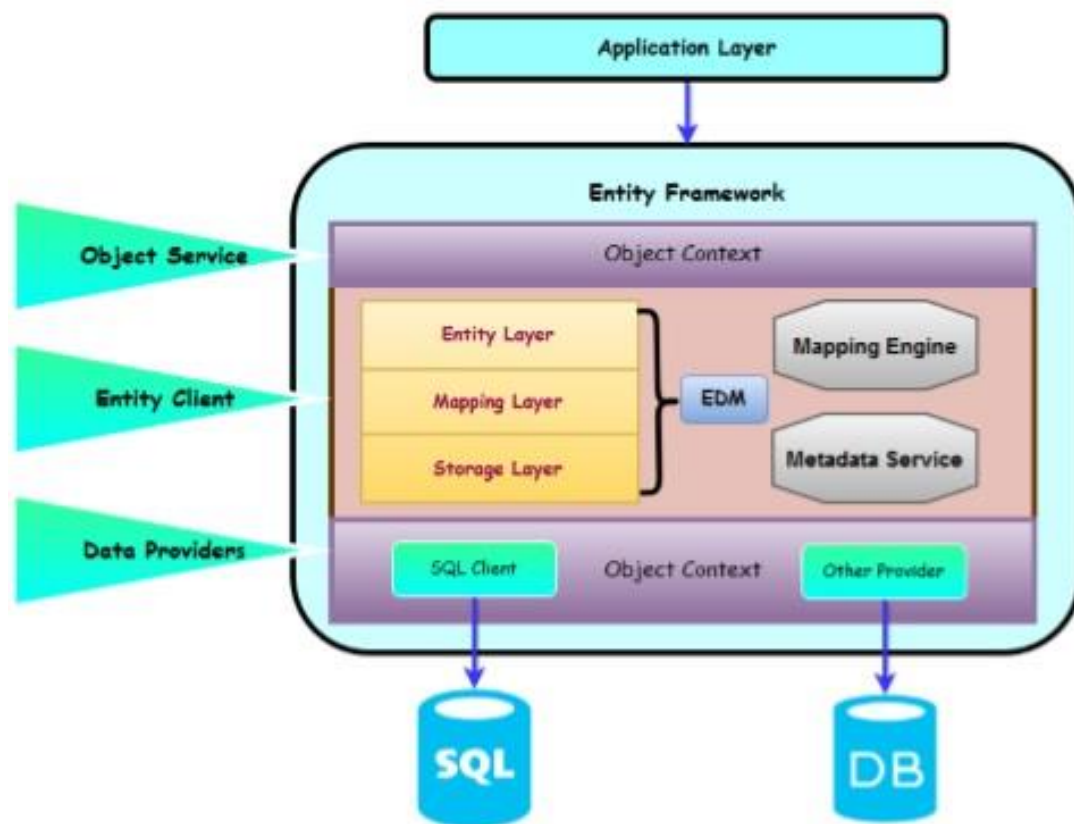 Application Layer
Entity Framework
Object Service
Object Context
Entity Layer
Mapping Engine
Entity Client
Mapping Layer
EDM
Storage Layer
Metadata Service
Data Providers
SQL Client
Object Context
Other Provider
SQL
DB